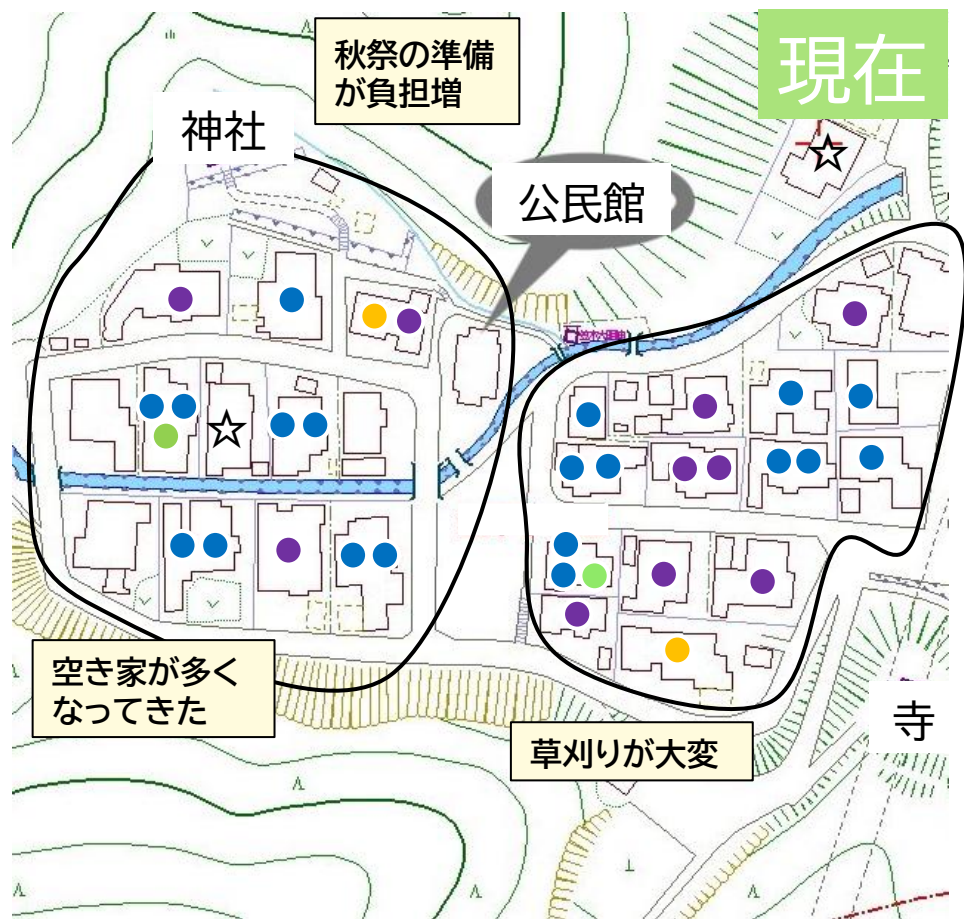 現在
秋祭の準備
が負担増
神社
公民館
空き家が多く
なってきた
草刈りが大変
寺